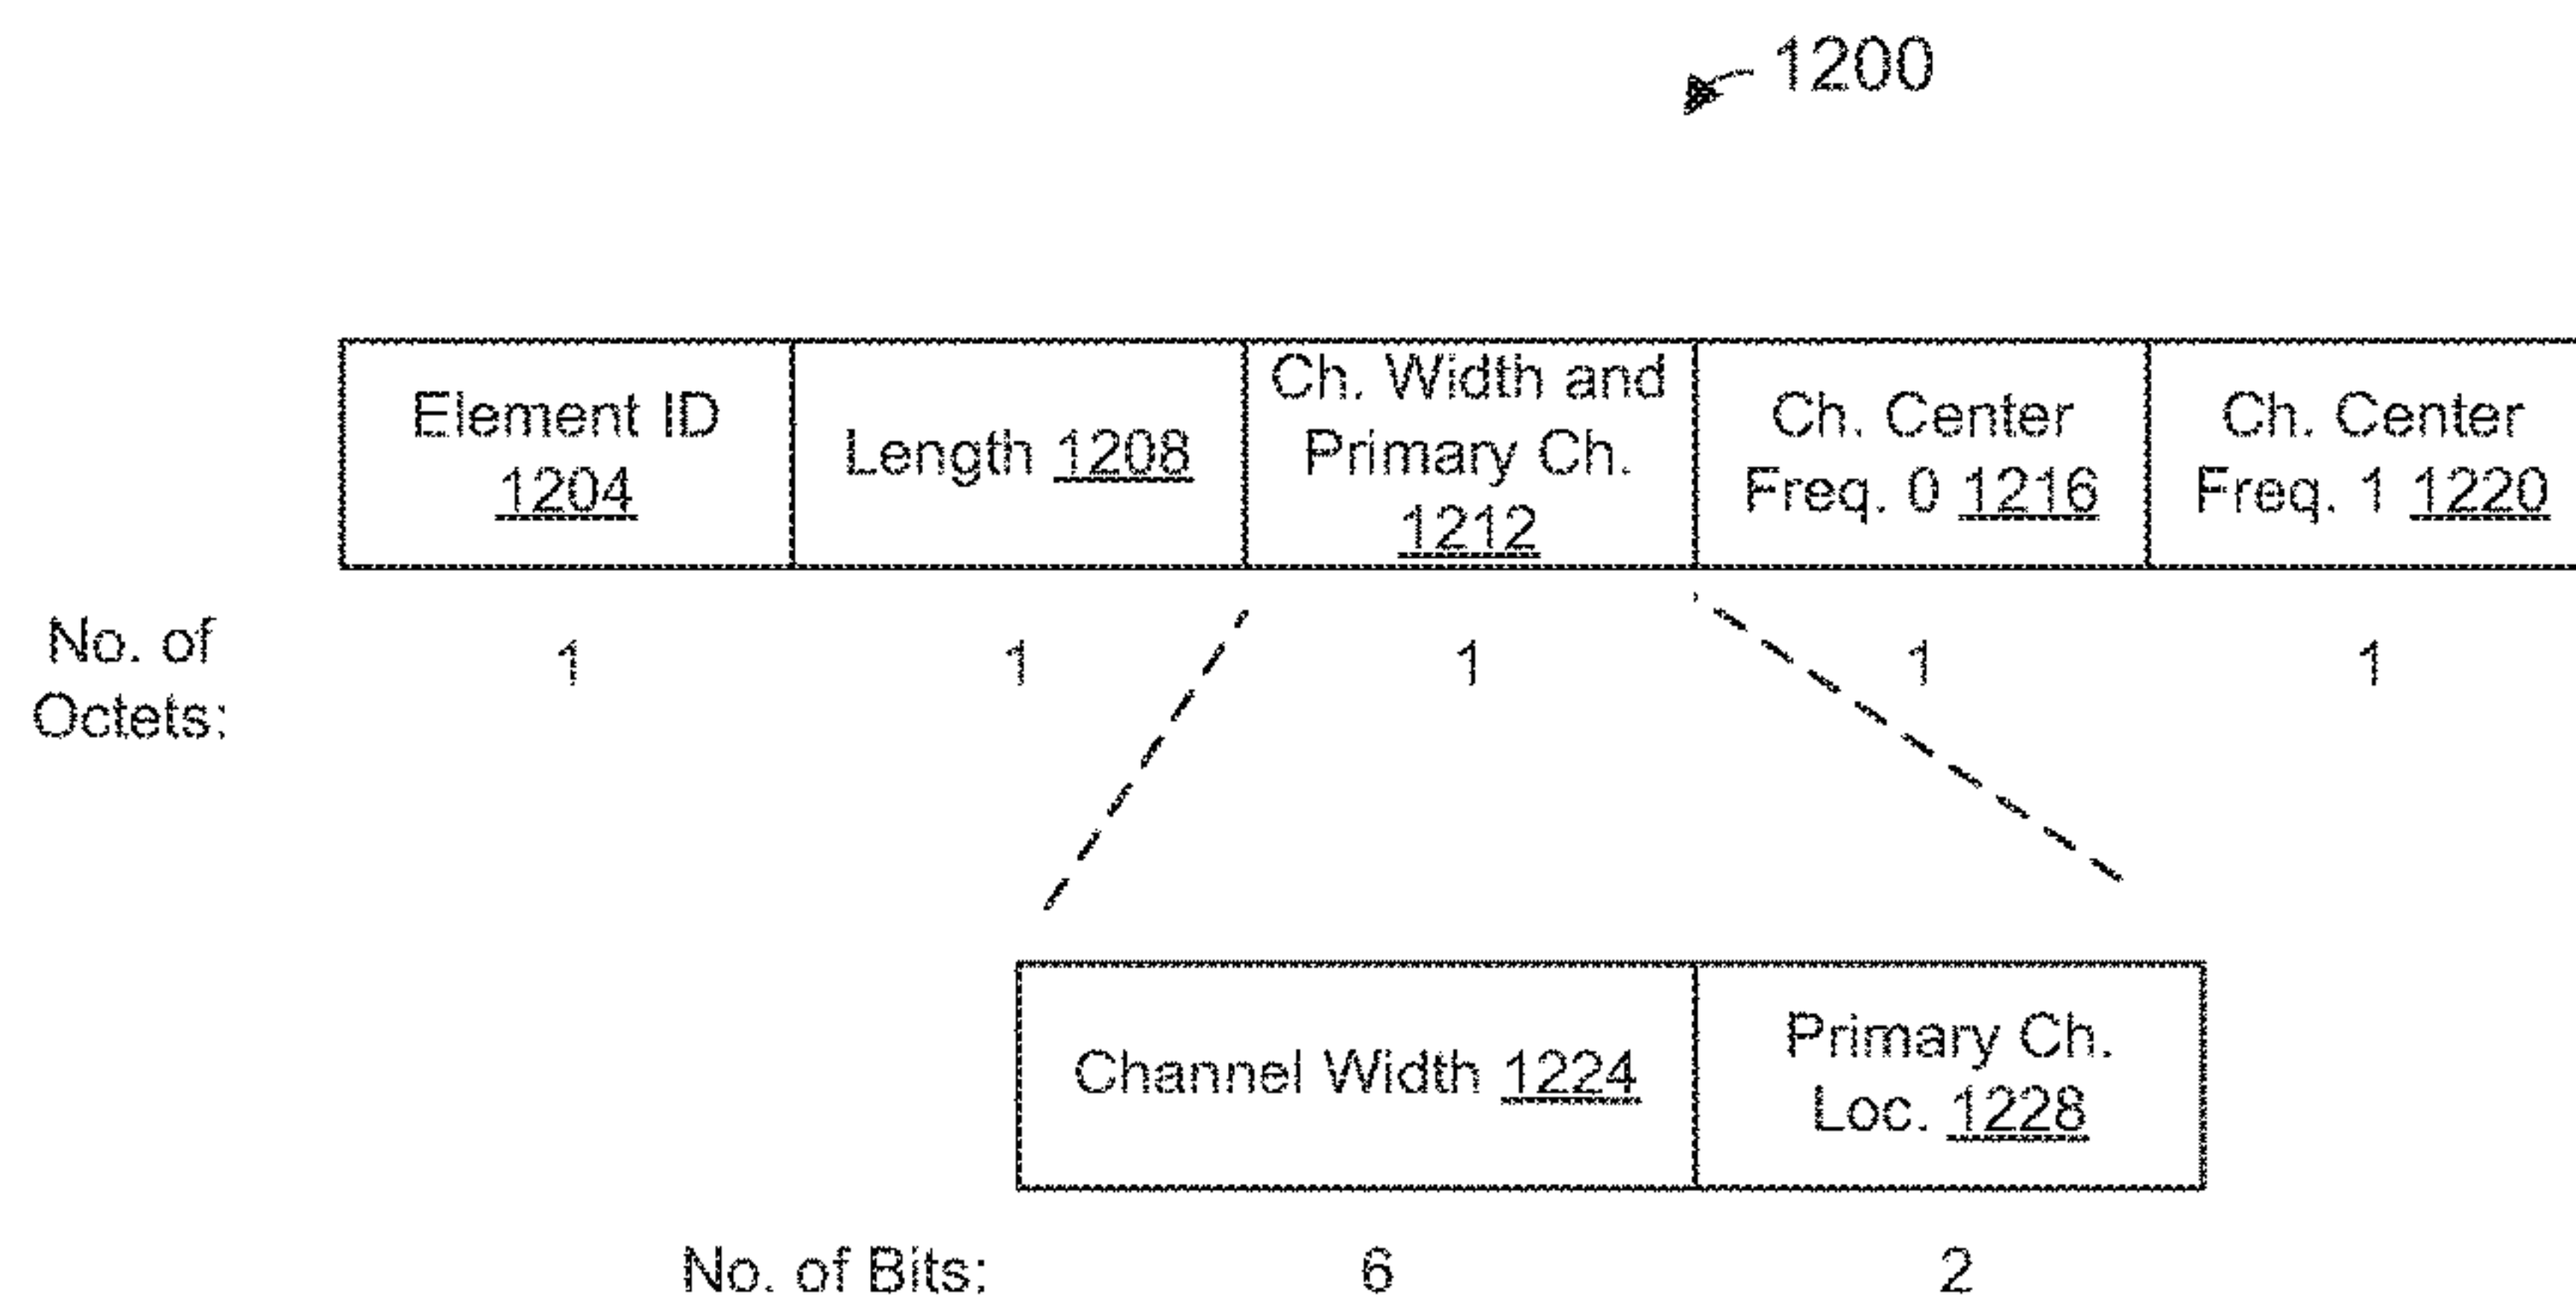 1200
Element ID
1204
Length 1208
Ch. Width and
Primary Ch.
1212
Ch. Center
Freq. 0 1216
Ch. Center
Freq. 1 1220
No. of
Octets:
1 1 1 1 1
Channel Width 1224
Primary Ch.
Loc. 1228
No. of Bits: 6 2